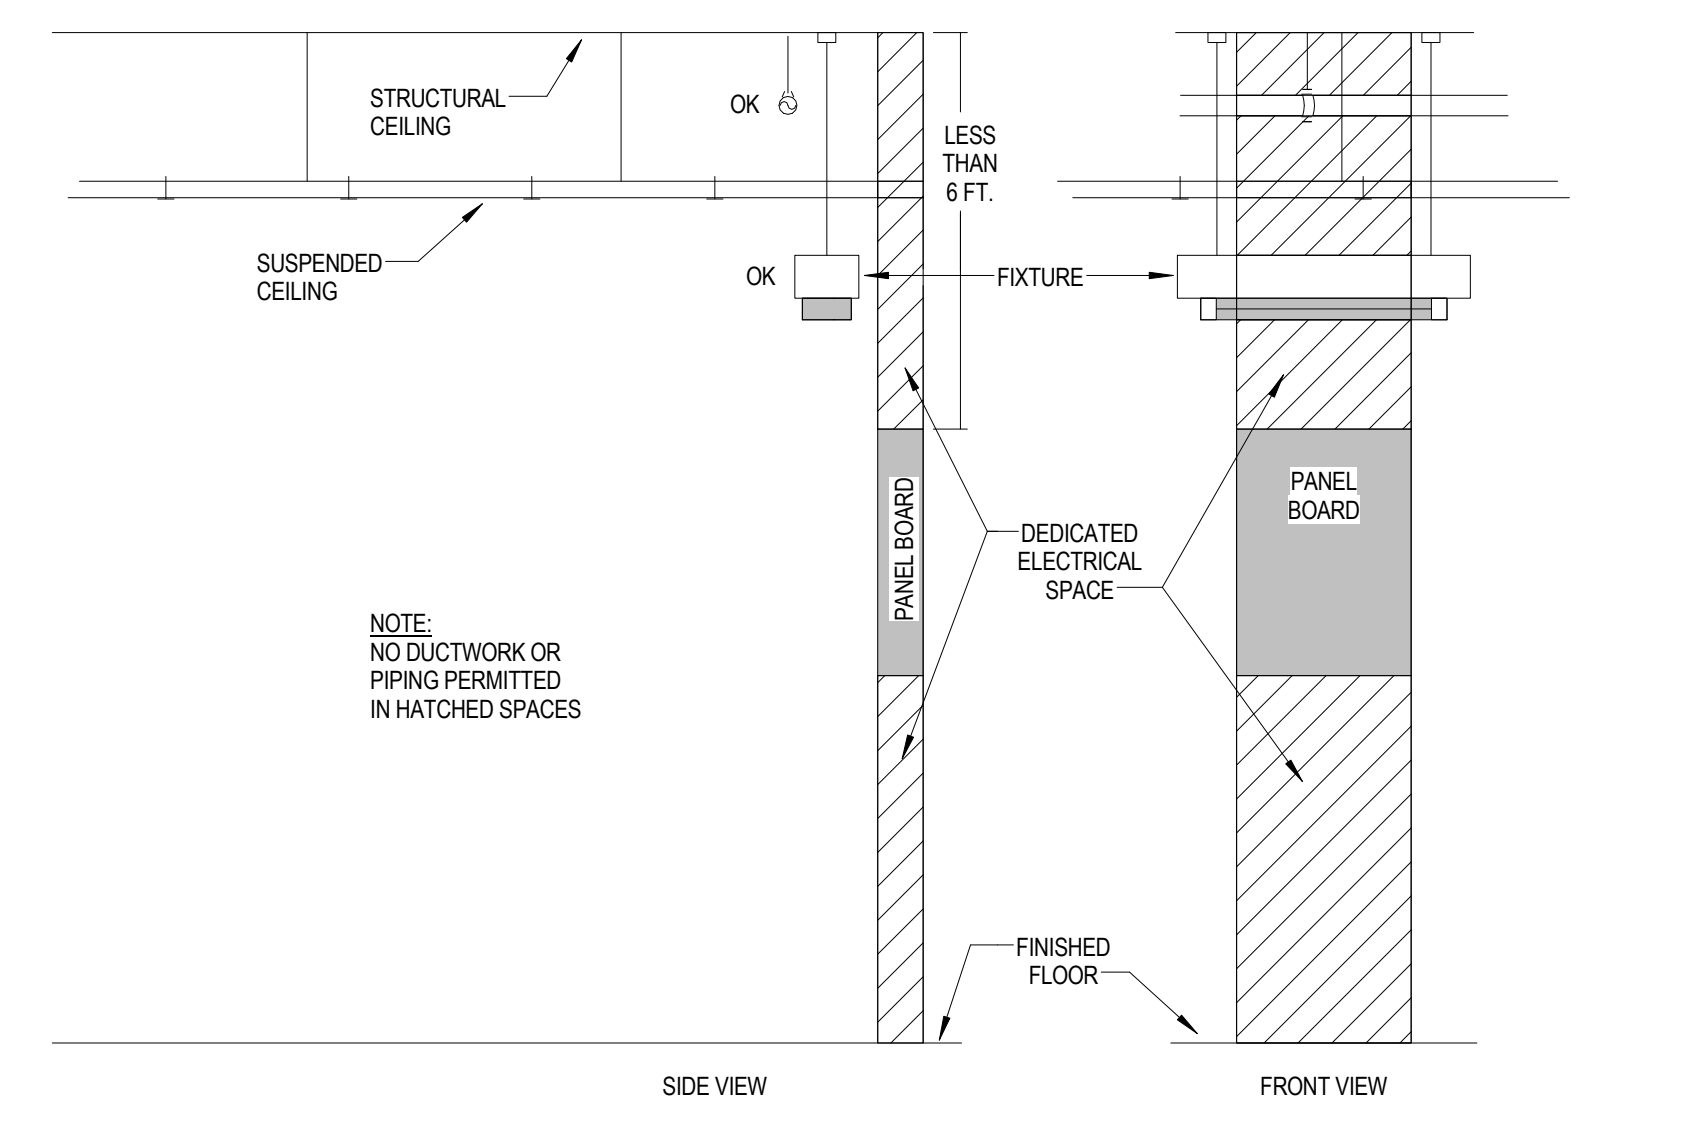 STRUCTURAL
CEILING
OK
LESS
THAN
6 FT.
SUSPENDED
CEILING
OK
FIXTURE
PANEL BOARD
PANEL
BOARD
DEDICATED
ELECTRICAL
SPACE
NOTE:
NO DUCTWORK OR
PIPING PERMITTED
IN HATCHED SPACES
FINISHED
FLOOR
SIDE VIEW
FRONT VIEW